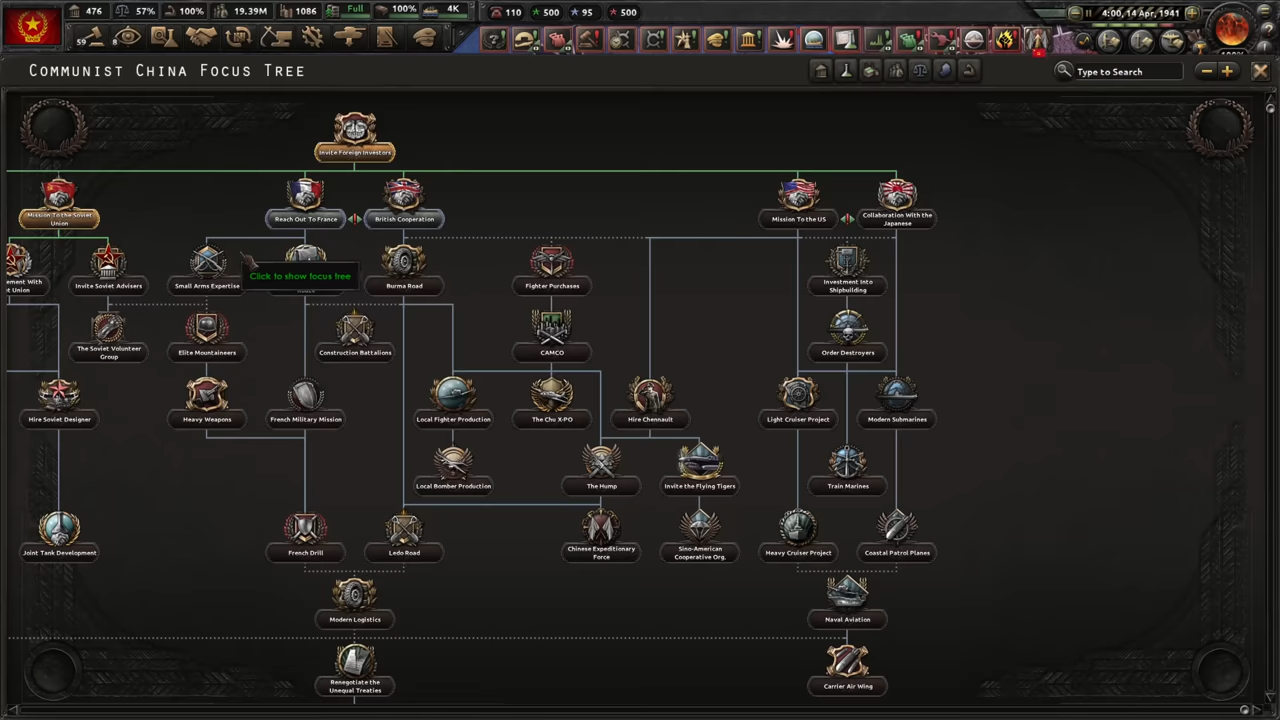 476 57% 100% 19.39M 1086 Full 100% 4K 110 500 95 500 4:00, 14 Apr, 1941
59
100%
Communist China Focus Tree
Type to Search
Invite Foreign Investors
Mission To the Soviet Union
Reach Out To France
British Cooperation
Mission To the US
Collaboration With the Japanese
Invite Soviet Advisers
Small Arms Expertise
Click to show focus tree
Burma Road
Fighter Purchases
Investment Into Shipbuilding
The Soviet Volunteer Group
Elite Mountaineers
Construction Battalions
CAMCO
Order Destroyers
Hire Soviet Designer
Heavy Weapons
French Military Mission
Local Fighter Production
The Chu X-PO
Hire Chennault
Light Cruiser Project
Modern Submarines
Local Bomber Production
The Hump
Invite the Flying Tigers
Train Marines
Joint Tank Development
French Drill
Ledo Road
Chinese Expeditionary Force
Sino-American Cooperative Org.
Heavy Cruiser Project
Coastal Patrol Planes
Modern Logistics
Naval Aviation
Renegotiate the Unequal Treaties
Carrier Air Wing